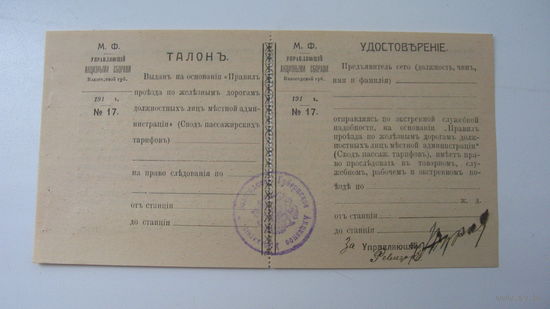 М. Ф.
УПРАВЛЯЮЩІЙ
АКЦИЗНЫМИ СБОРАМИ
Вологодской губ.
191 г.
№ 17.
ТАЛОНЪ.
Выданъ на основаніи «Правилъ
проѣзда по желѣзнымъ дорогамъ
должностныхъ лицъ мѣстной адми-
нистраціи» (Сводъ пассажирскихъ
тарифовъ)
на право слѣдованія по
отъ станціи
до станціи
М. Ф.
УПРАВЛЯЮЩІЙ
АКЦИЗНЫМИ СБОРАМИ
Вологодской губ.
191 г.
№ 17.
УДОСТОВѢРЕНІЕ.
Предъявитель сего (должность, чинъ,
имя и фамилія)
отправляясь по экстренной служебной
надобности, на основаніи „Правилъ
проѣзда по желѣзнымъ дорогамъ долж-
ностныхъ лицъ мѣстной администраціи"
(Сводъ пассаж. тарифовъ), имѣетъ пра-
во прослѣдовать въ товарномъ, слу-
жебномъ, рабочемъ и экстренномъ по-
ѣздѣ по
ж. д.
отъ станціи
до станціи
За Управляющій